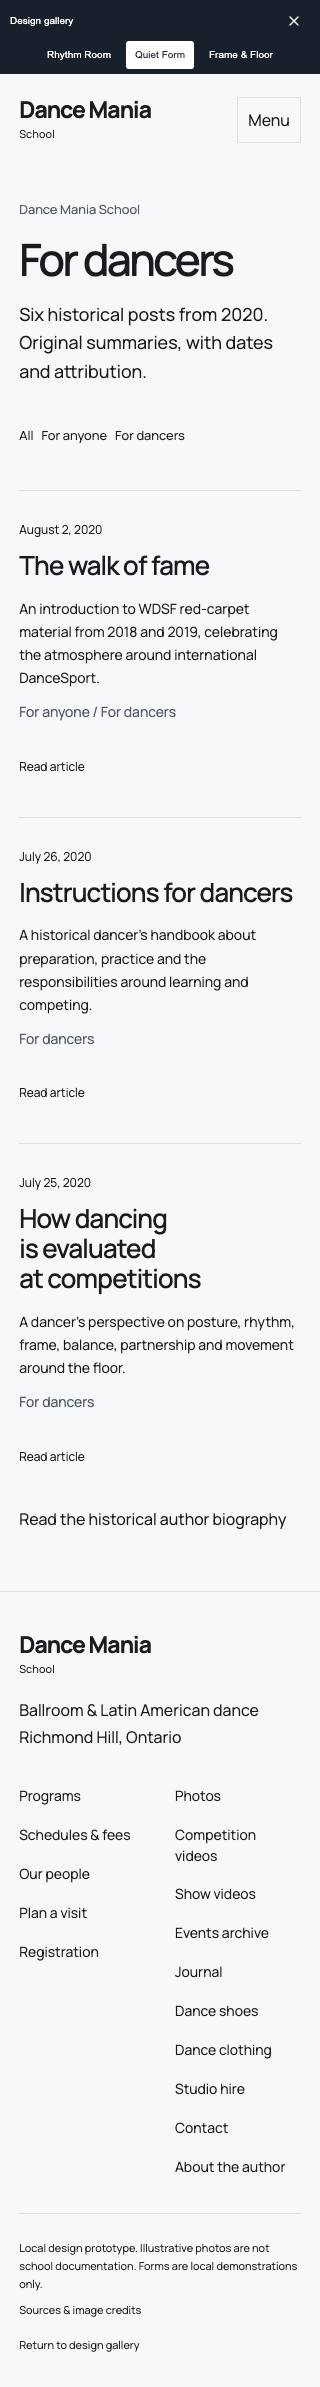 Design gallery
Rhythm Room Quiet Form Frame & Floor
Dance Mania
School
Menu
Dance Mania School
For dancers
Six historical posts from 2020.
Original summaries, with dates
and attribution.
All For anyone For dancers
August 2, 2020
The walk of fame
An introduction to WDSF red-carpet
material from 2018 and 2019, celebrating
the atmosphere around international
DanceSport.
For anyone / For dancers
Read article
July 26, 2020
Instructions for dancers
A historical dancer's handbook about
preparation, practice and the
responsibilities around learning and
competing.
For dancers
Read article
July 25, 2020
How dancing
is evaluated
at competitions
A dancer's perspective on posture, rhythm,
frame, balance, partnership and movement
around the floor.
For dancers
Read article
Read the historical author biography
Dance Mania
School
Ballroom & Latin American dance
Richmond Hill, Ontario
Programs
Schedules & fees
Our people
Plan a visit
Registration
Photos
Competition
videos
Show videos
Events archive
Journal
Dance shoes
Dance clothing
Studio hire
Contact
About the author
Local design prototype. Illustrative photos are not
school documentation. Forms are local demonstrations
only.
Sources & image credits
Return to design gallery